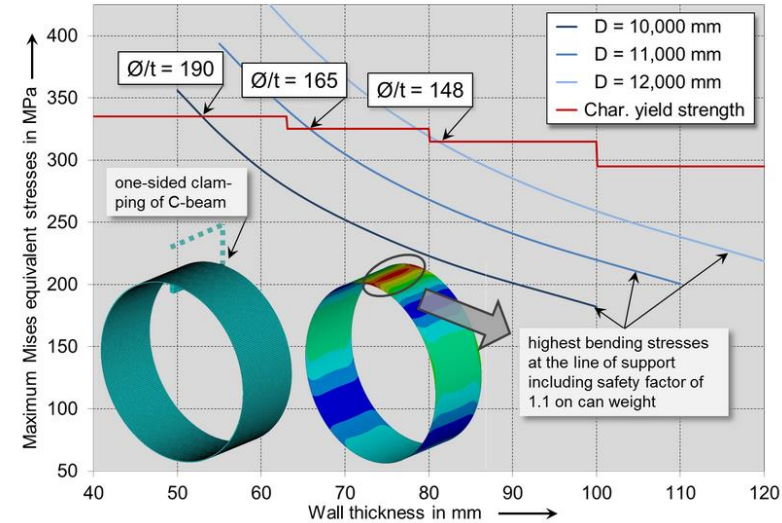 Maximum Mises equivalent stresses in MPa
400
350
300
250
200
150
100
50
40
50
60
70
80
90
100
110
120
Wall thickness in mm
Ø/t = 190
Ø/t = 165
Ø/t = 148
D = 10,000 mm
D = 11,000 mm
D = 12,000 mm
Char. yield strength
one-sided clam-
ping of C-beam
highest bending stresses
at the line of support
including safety factor of
1.1 on can weight